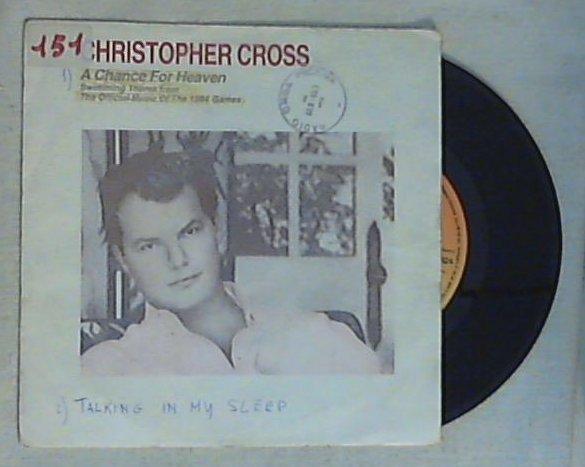 151 CHRISTOPHER CROSS
1) A Chance For Heaven
Swimming Theme from
The Official Music Of The 1984 Games
2) TALKING IN MY SLEEP